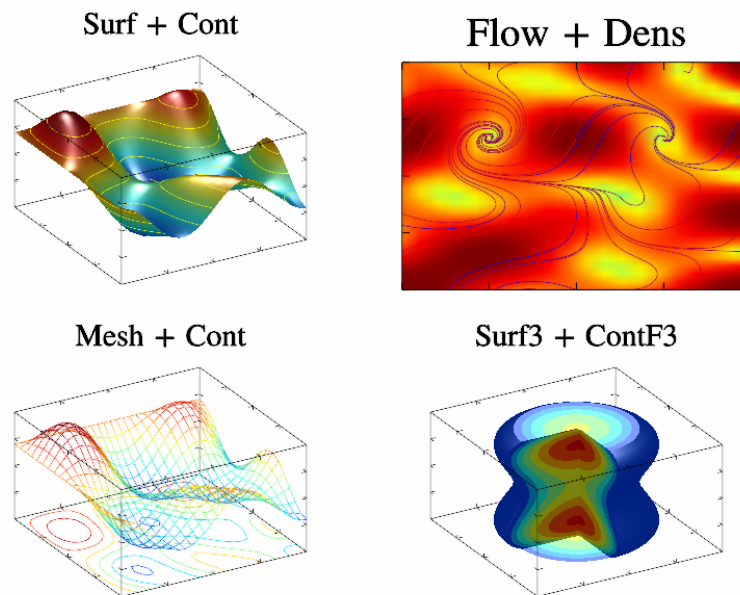 Surf + Cont
Flow + Dens
Mesh + Cont
Surf3 + ContF3